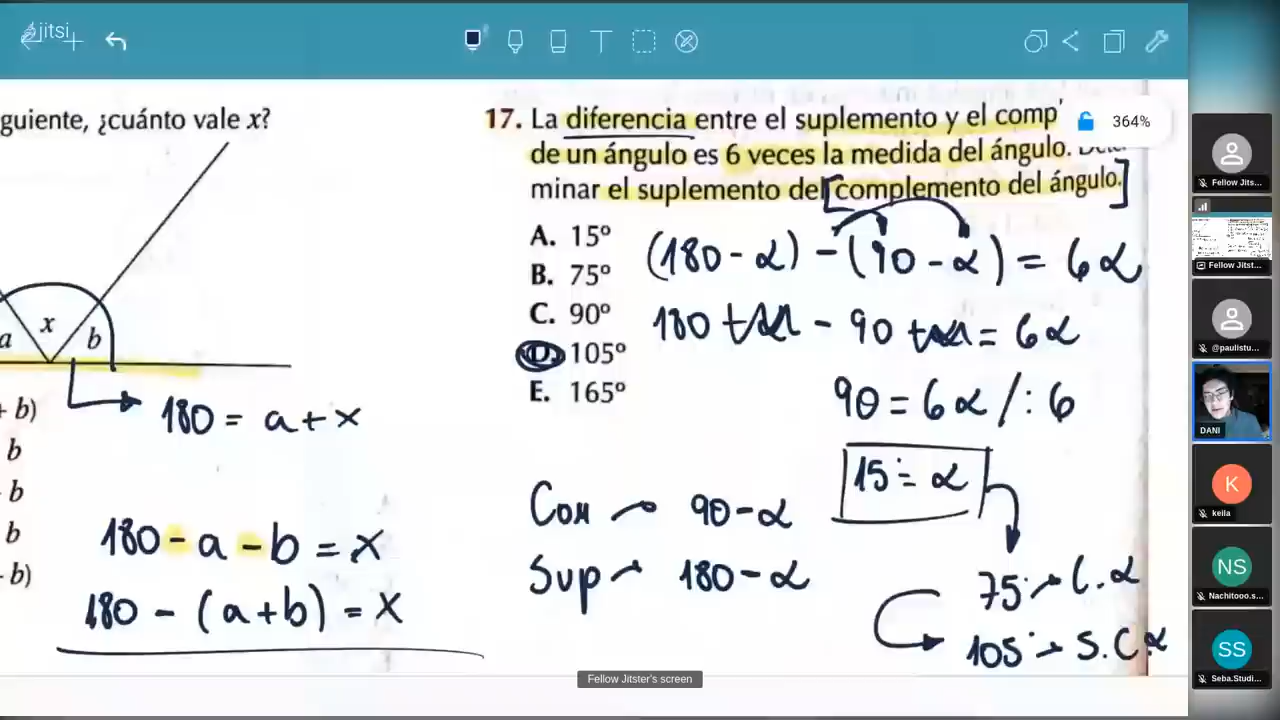 jitsi
364%
guiente, ¿cuánto vale x?
a
x
b
180 = a+x
+ b)
b
- b
b
- b)
180 - a - b = x
180 - (a+b) = x
17. La diferencia entre el suplemento y el comp
de un ángulo es 6 veces la medida del ángulo.
minar el suplemento del [complemento del ángulo.]
A. 15º
B. 75º
C. 90º
D. 105º
E. 165º
(180 - α) - (90 - α) = 6α
180 - 90 = 6α
90 = 6α /: 6
15 = α
Com 90-α
Sup 180-α
75 C.α
105 S.C α
Fellow Jitster's screen
Fellow Jits...
Fellow Jitst...
@paulistu...
DANI
K
keila
NS
Nachitooo.s...
SS
Seba.Studi...